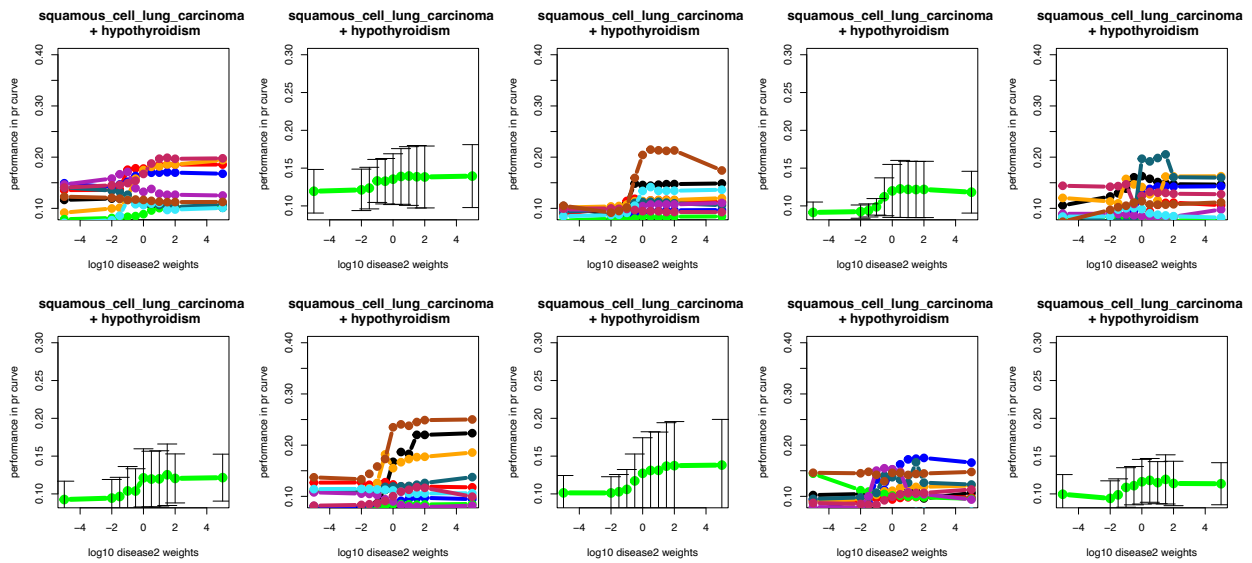 squamous_cell_lung_carcinoma
+ hypothyroidism
performance in pr curve
0.40
0.30
0.20
0.10
−4 −2 0 2 4
log10 disease2 weights
squamous_cell_lung_carcinoma
+ hypothyroidism
performance in pr curve
0.30
0.25
0.20
0.15
0.10
−4 −2 0 2 4
log10 disease2 weights
squamous_cell_lung_carcinoma
+ hypothyroidism
performance in pr curve
0.40
0.30
0.20
0.10
−4 −2 0 2 4
log10 disease2 weights
squamous_cell_lung_carcinoma
+ hypothyroidism
performance in pr curve
0.30
0.25
0.20
0.15
0.10
−4 −2 0 2 4
log10 disease2 weights
squamous_cell_lung_carcinoma
+ hypothyroidism
performance in pr curve
0.40
0.30
0.20
0.10
−4 −2 0 2 4
log10 disease2 weights
squamous_cell_lung_carcinoma
+ hypothyroidism
performance in pr curve
0.30
0.25
0.20
0.15
0.10
−4 −2 0 2 4
log10 disease2 weights
squamous_cell_lung_carcinoma
+ hypothyroidism
performance in pr curve
0.40
0.30
0.20
0.10
−4 −2 0 2 4
log10 disease2 weights
squamous_cell_lung_carcinoma
+ hypothyroidism
performance in pr curve
0.30
0.25
0.20
0.15
0.10
−4 −2 0 2 4
log10 disease2 weights
squamous_cell_lung_carcinoma
+ hypothyroidism
performance in pr curve
0.40
0.30
0.20
0.10
−4 −2 0 2 4
log10 disease2 weights
squamous_cell_lung_carcinoma
+ hypothyroidism
performance in pr curve
0.30
0.25
0.20
0.15
0.10
−4 −2 0 2 4
log10 disease2 weights